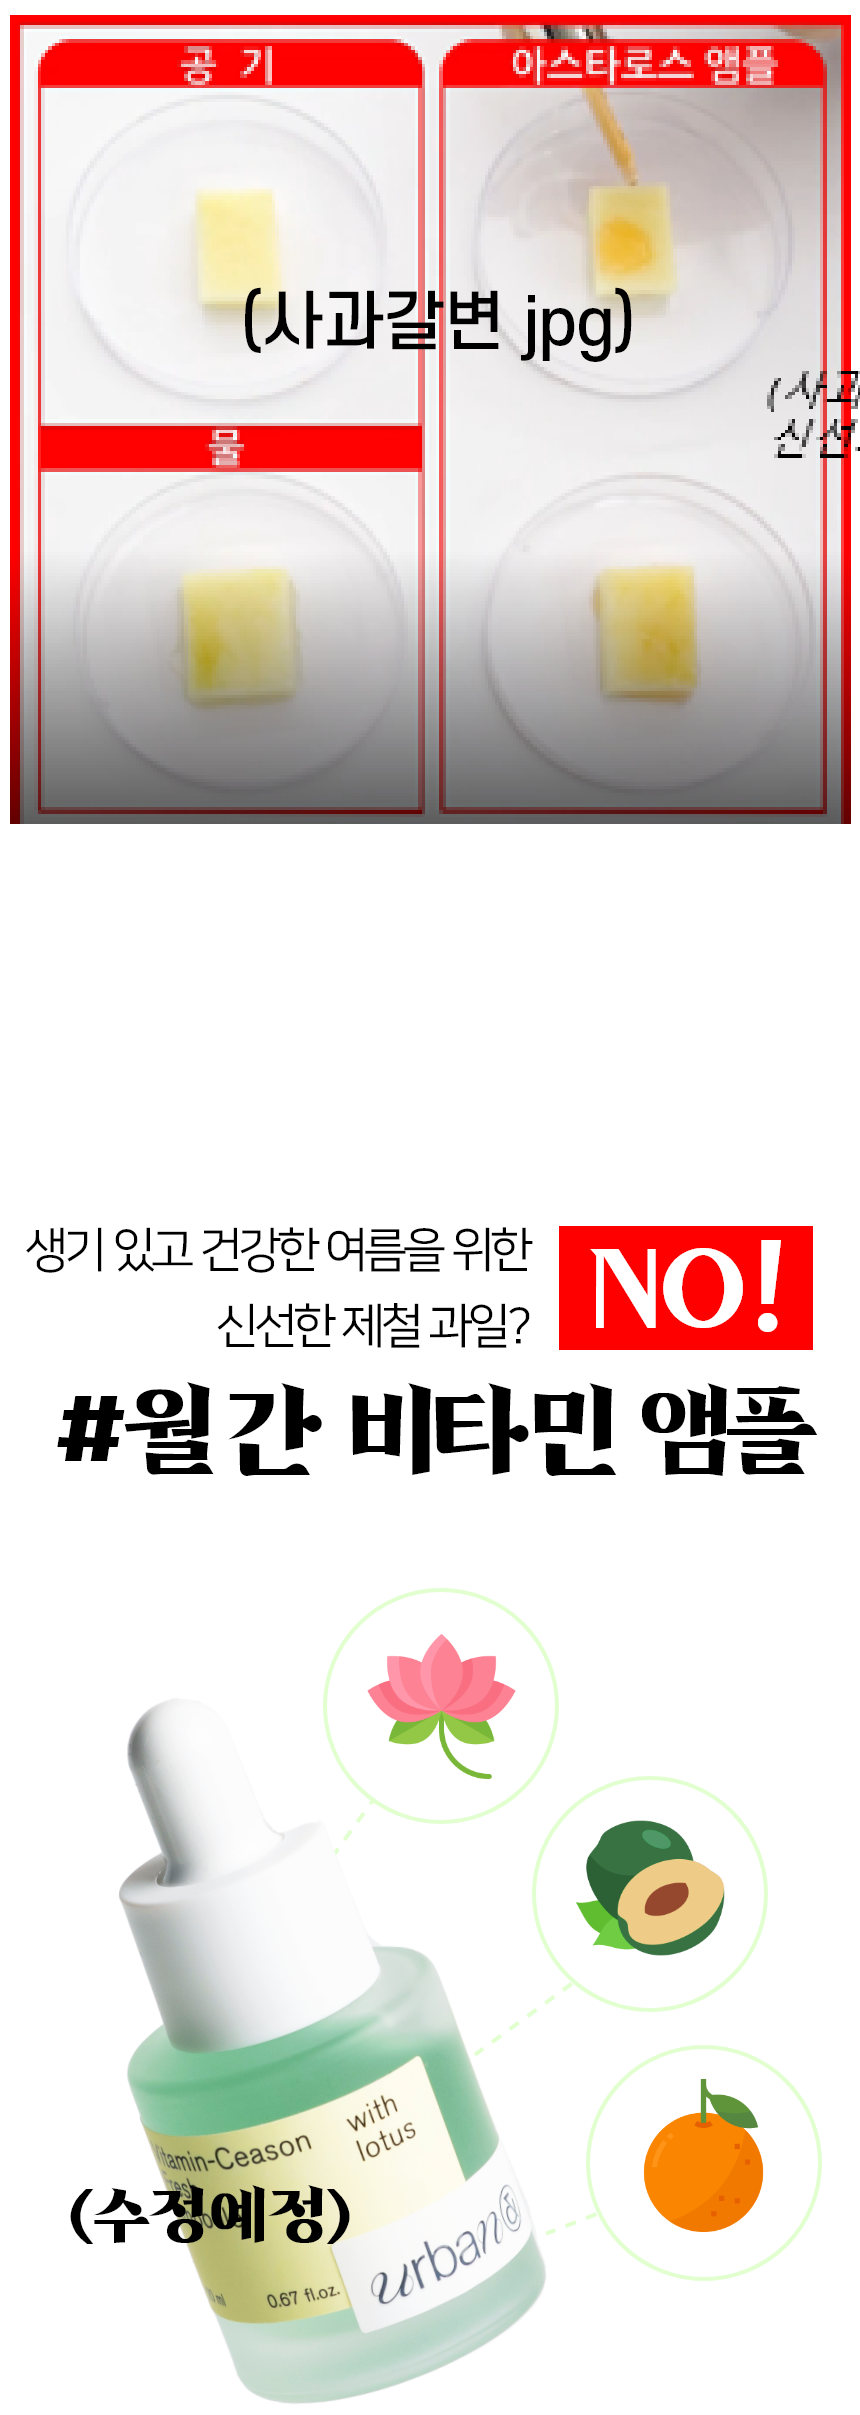 공 기
아스타로스 앰플
(사과갈변 jpg)
(사과
신선
물
생기 있고 건강한 여름을 위한
신선한 제철 과일?
NO!
#월간 비타민 앰플
Vitamin-Ceason
with
lotus
(수정예정)
0.67 fl.oz.
urban